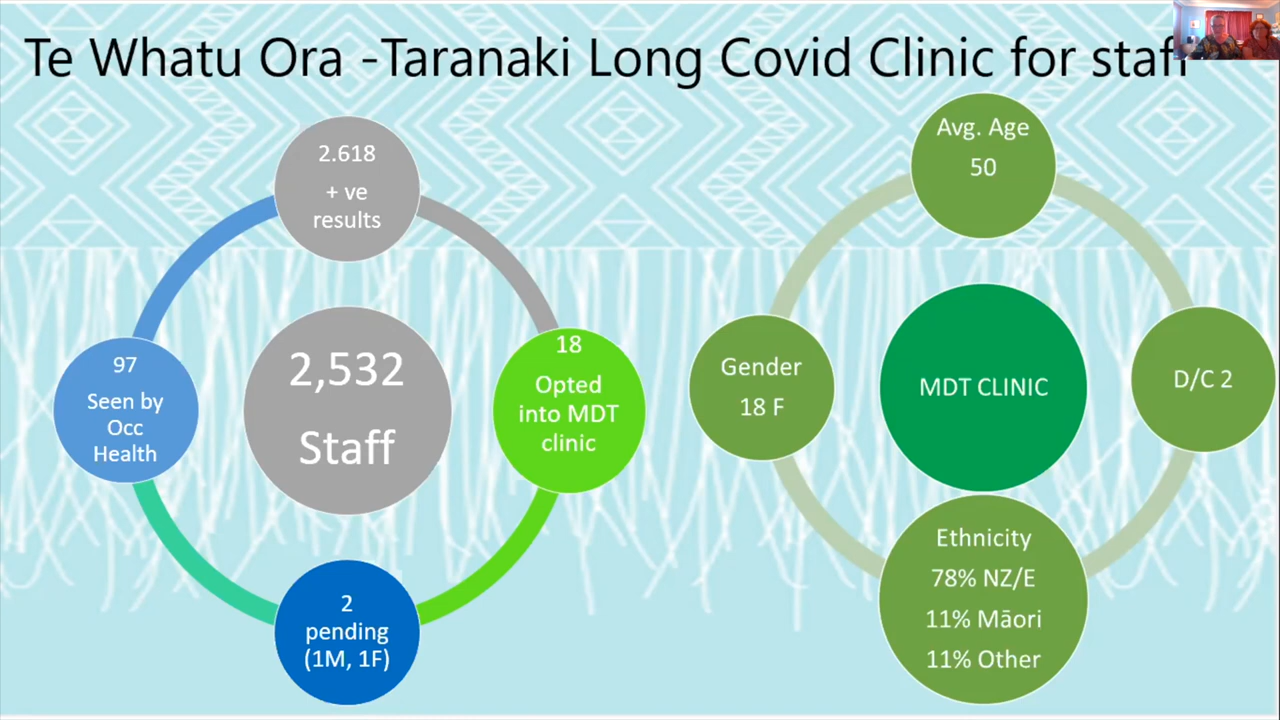 Te Whatu Ora -Taranaki Long Covid Clinic for staff
2.618
+ ve
results
97
Seen by
Occ
Health
2,532
Staff
18
Opted
into MDT
clinic
2
pending
(1M, 1F)
Avg. Age
50
Gender
18 F
MDT CLINIC
D/C 2
Ethnicity
78% NZ/E
11% Māori
11% Other